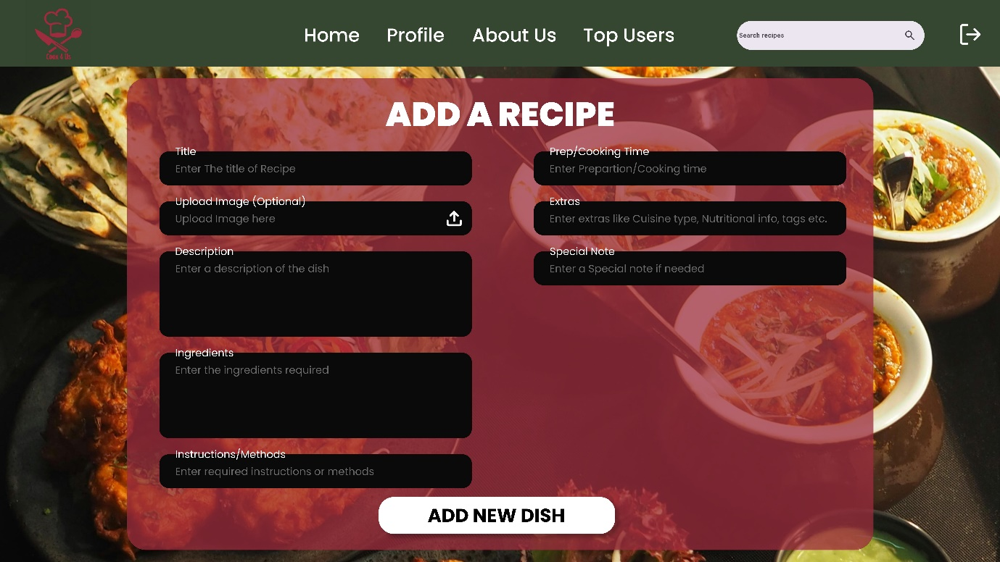 Cook 4 Us
Home Profile About Us Top Users Search recipes
ADD A RECIPE
Title
Enter The title of Recipe
Upload Image (Optional)
Upload Image here
Description
Enter a description of the dish
Ingredients
Enter the ingredients required
Instructions/Methods
Enter required instructions or methods
Prep/Cooking Time
Enter Prepartion/Cooking time
Extras
Enter extras like Cuisine type, Nutritional info, tags etc.
Special Note
Enter a Special note if needed
ADD NEW DISH